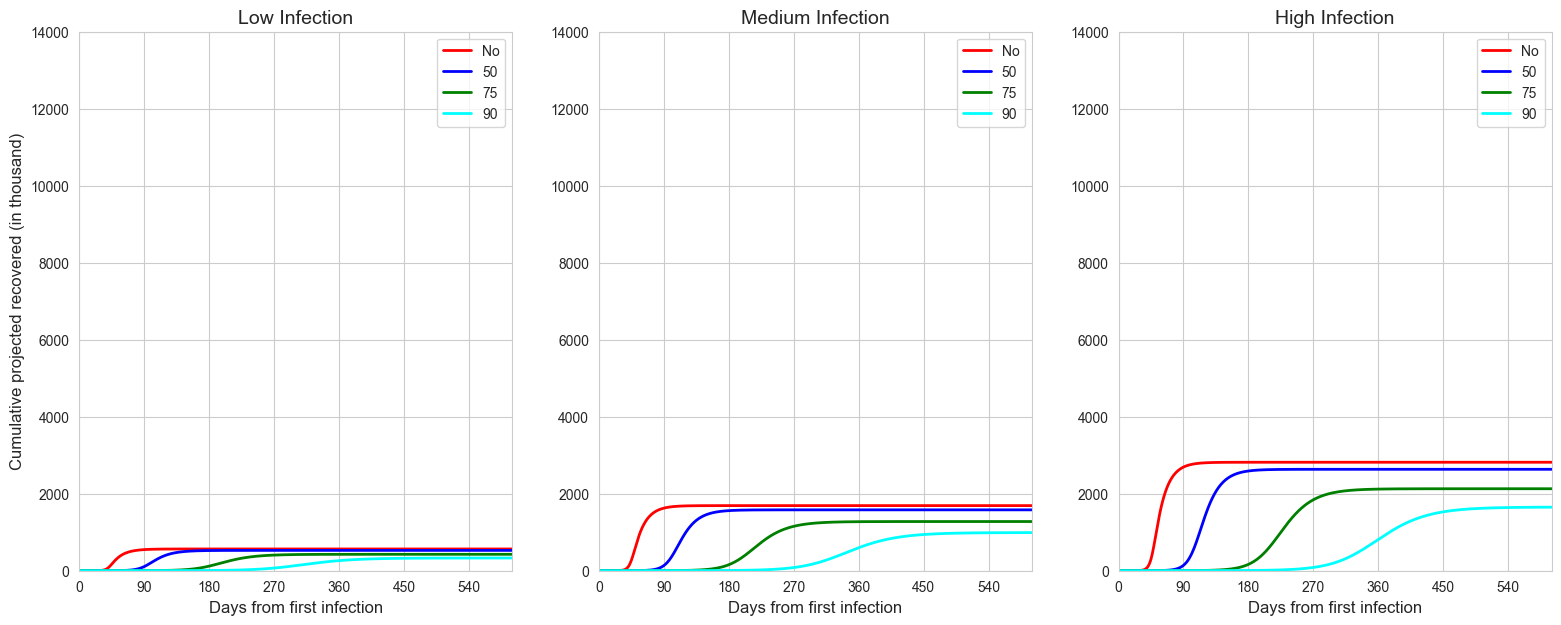 Low Infection
Cumulative projected recovered (in thousand)
14000
12000
10000
8000
6000
4000
2000
0
No
50
75
90
0 90 180 270 360 450 540
Days from first infection
Medium Infection
14000
12000
10000
8000
6000
4000
2000
0
No
50
75
90
0 90 180 270 360 450 540
Days from first infection
High Infection
14000
12000
10000
8000
6000
4000
2000
0
No
50
75
90
0 90 180 270 360 450 540
Days from first infection